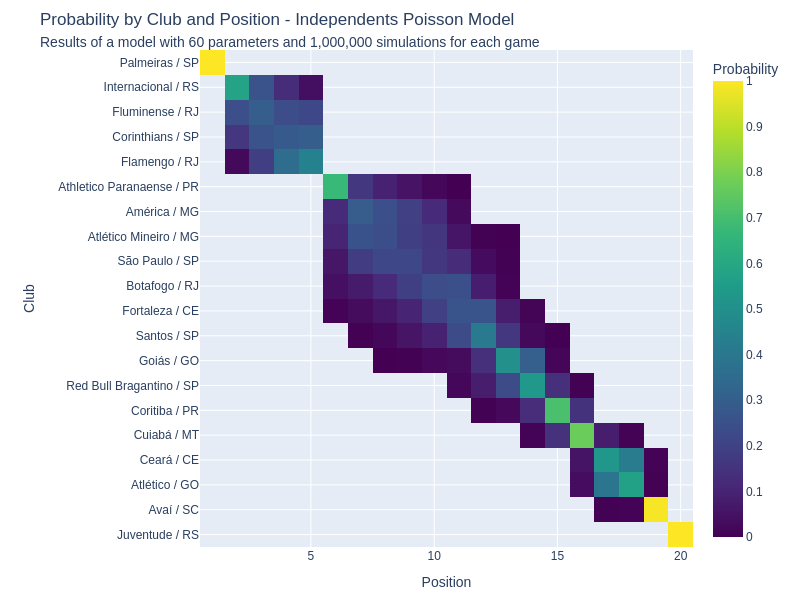 Probability by Club and Position - Independents Poisson Model
Results of a model with 60 parameters and 1,000,000 simulations for each game
Probability
Club
Palmeiras / SP
Internacional / RS
Fluminense / RJ
Corinthians / SP
Flamengo / RJ
Athletico Paranaense / PR
América / MG
Atlético Mineiro / MG
São Paulo / SP
Botafogo / RJ
Fortaleza / CE
Santos / SP
Goiás / GO
Red Bull Bragantino / SP
Coritiba / PR
Cuiabá / MT
Ceará / CE
Atlético / GO
Avaí / SC
Juventude / RS
1
0.9
0.8
0.7
0.6
0.5
0.4
0.3
0.2
0.1
0
5 10 15 20
Position